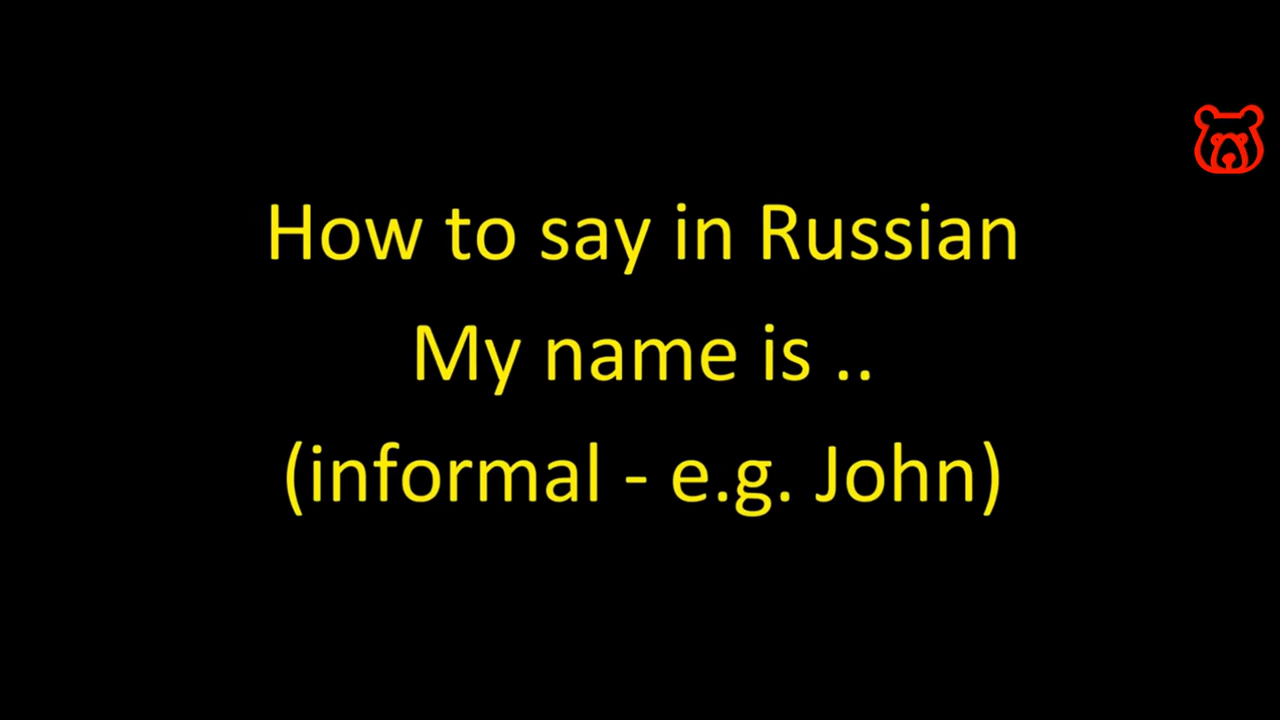 How to say in Russian
My name is ..
(informal - e.g. John)